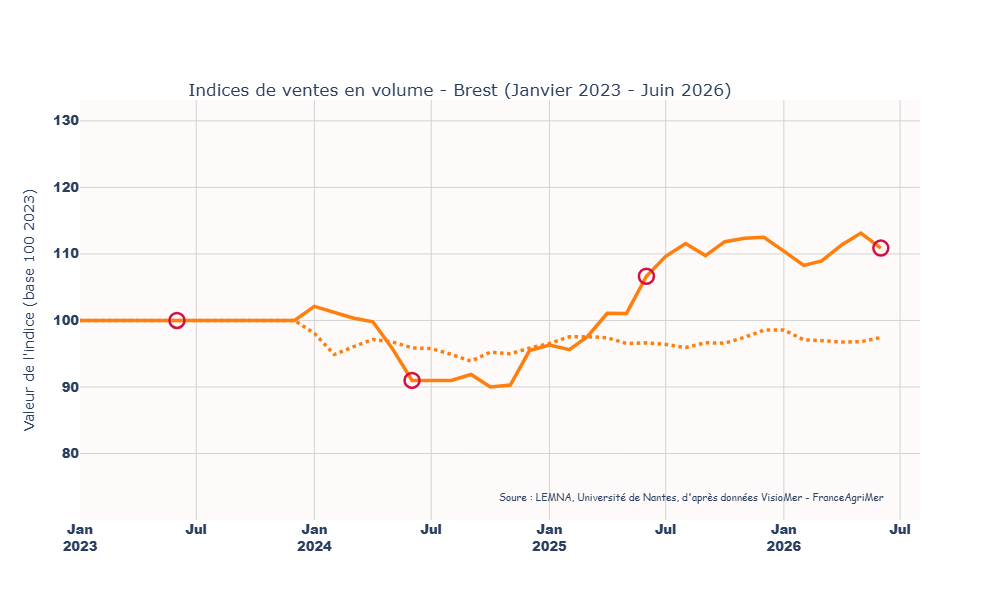 Indices de ventes en volume - Brest (Janvier 2023 - Juin 2026)
Valeur de l'indice (base 100 2023)
130
120
110
100
90
80
Soure : LEMNA, Université de Nantes, d'après données VisioMer - FranceAgriMer
Jan Jul Jan Jul Jan Jul Jan Jul
2023 2024 2025 2026